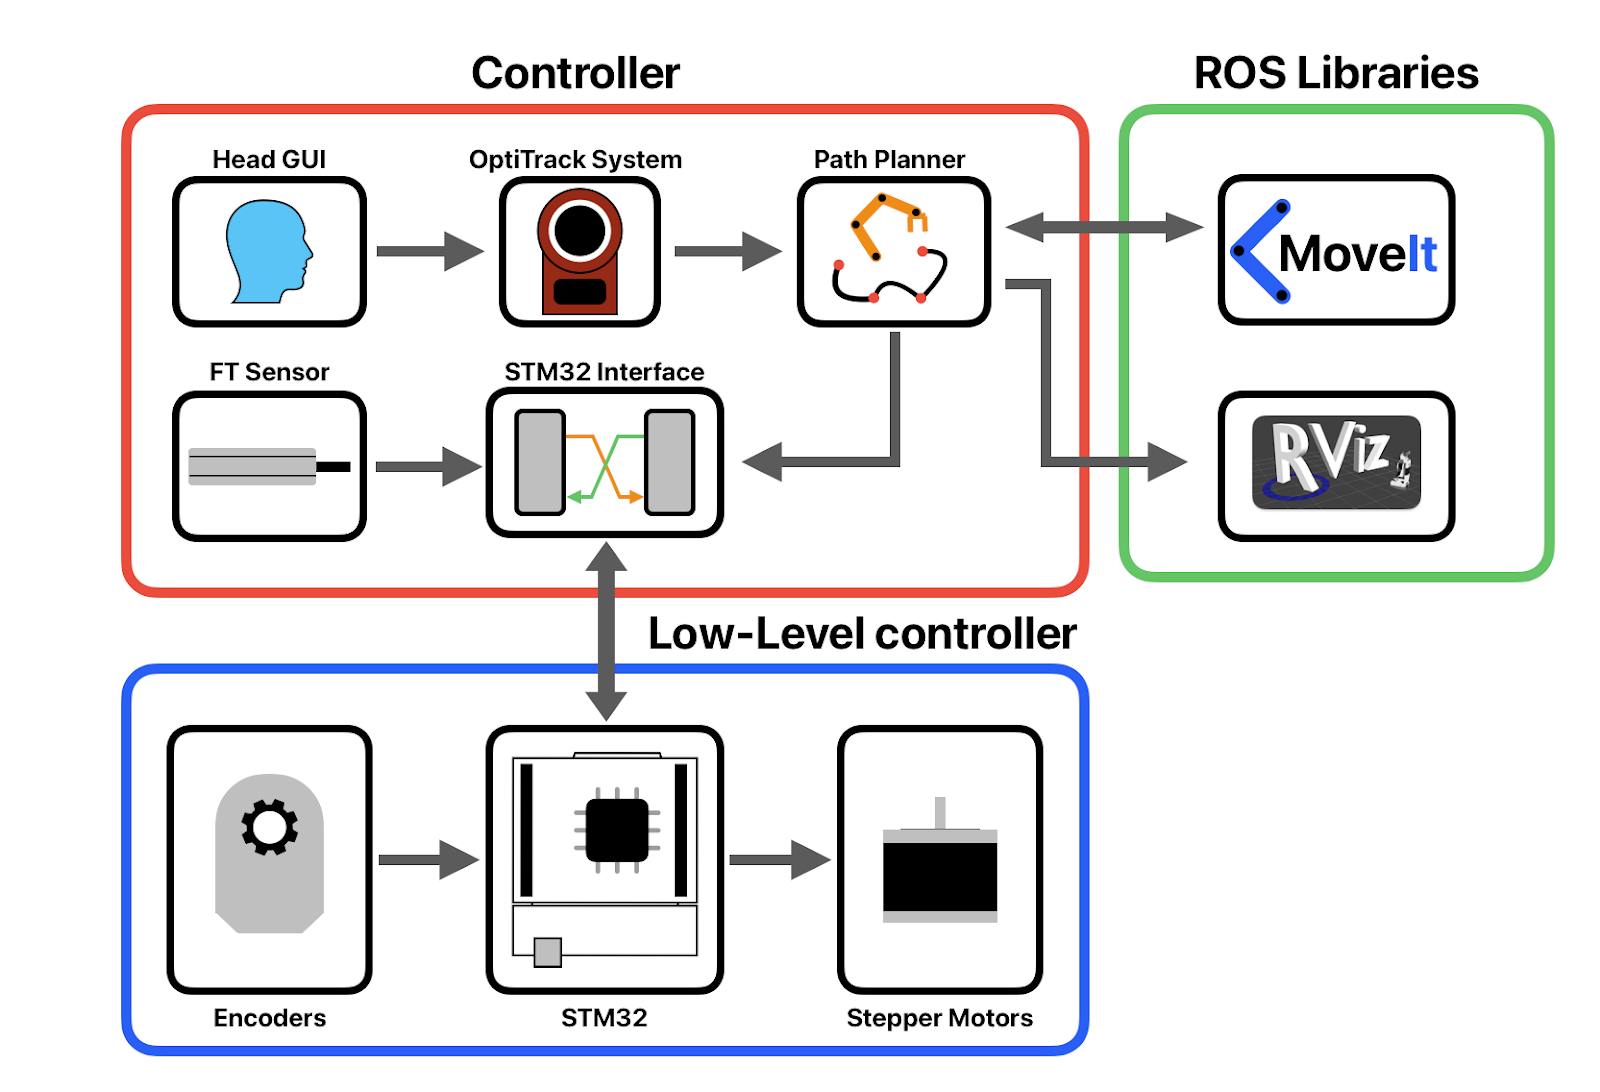 Controller
ROS Libraries
Head GUI
OptiTrack System
Path Planner
MoveIt
FT Sensor
STM32 Interface
RViz
Low-Level controller
Encoders
STM32
Stepper Motors